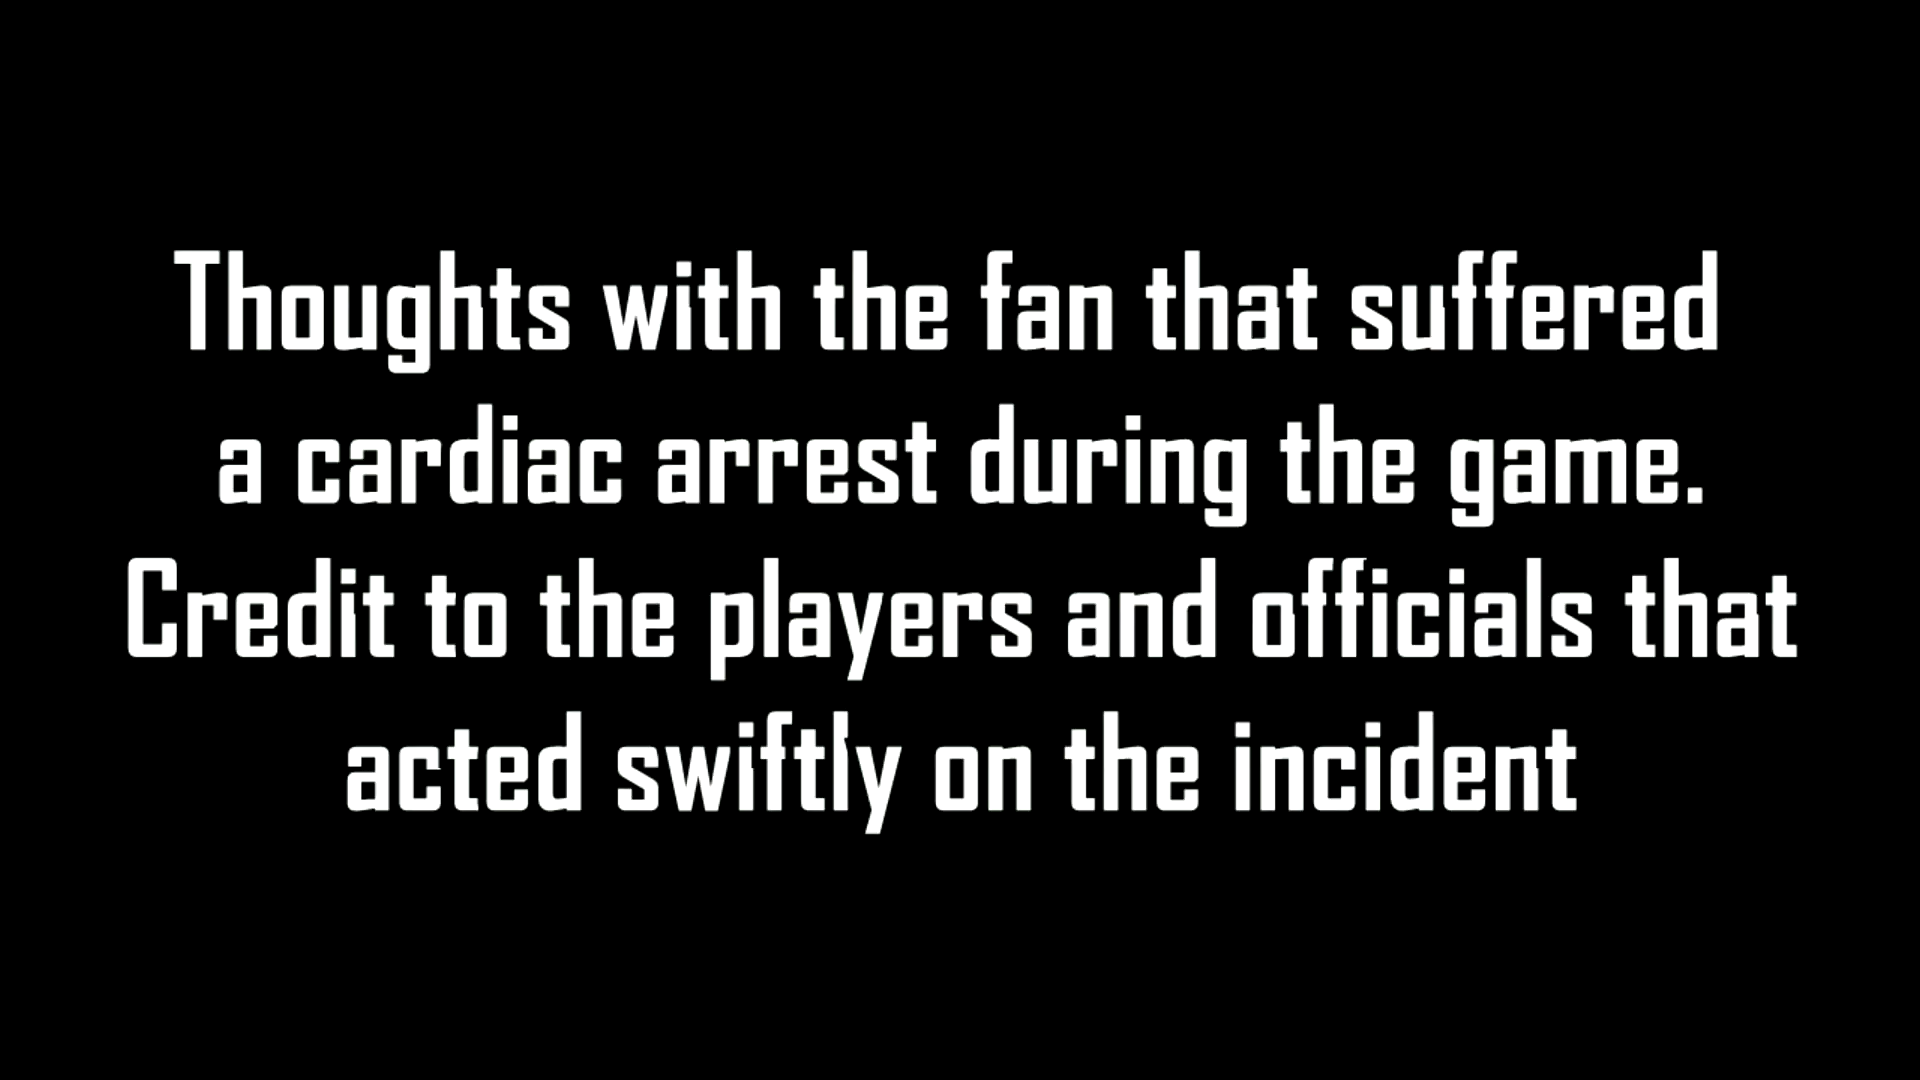 Thoughts with the fan that suffered
a cardiac arrest during the game.
Credit to the players and officials that
acted swiftly on the incident